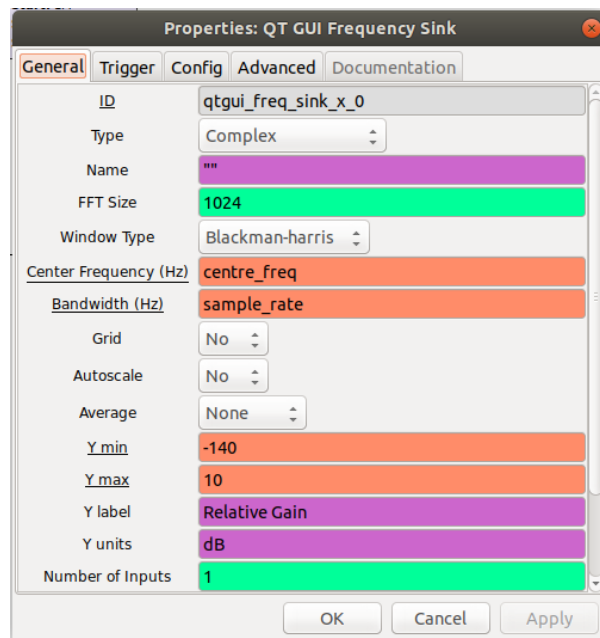 Properties: QT GUI Frequency Sink
General Trigger Config Advanced Documentation
ID qtgui_freq_sink_x_0
Type Complex
Name ""
FFT Size 1024
Window Type Blackman-harris
Center Frequency (Hz) centre_freq
Bandwidth (Hz) sample_rate
Grid No
Autoscale No
Average None
Y min -140
Y max 10
Y label Relative Gain
Y units dB
Number of Inputs 1
OK Cancel Apply